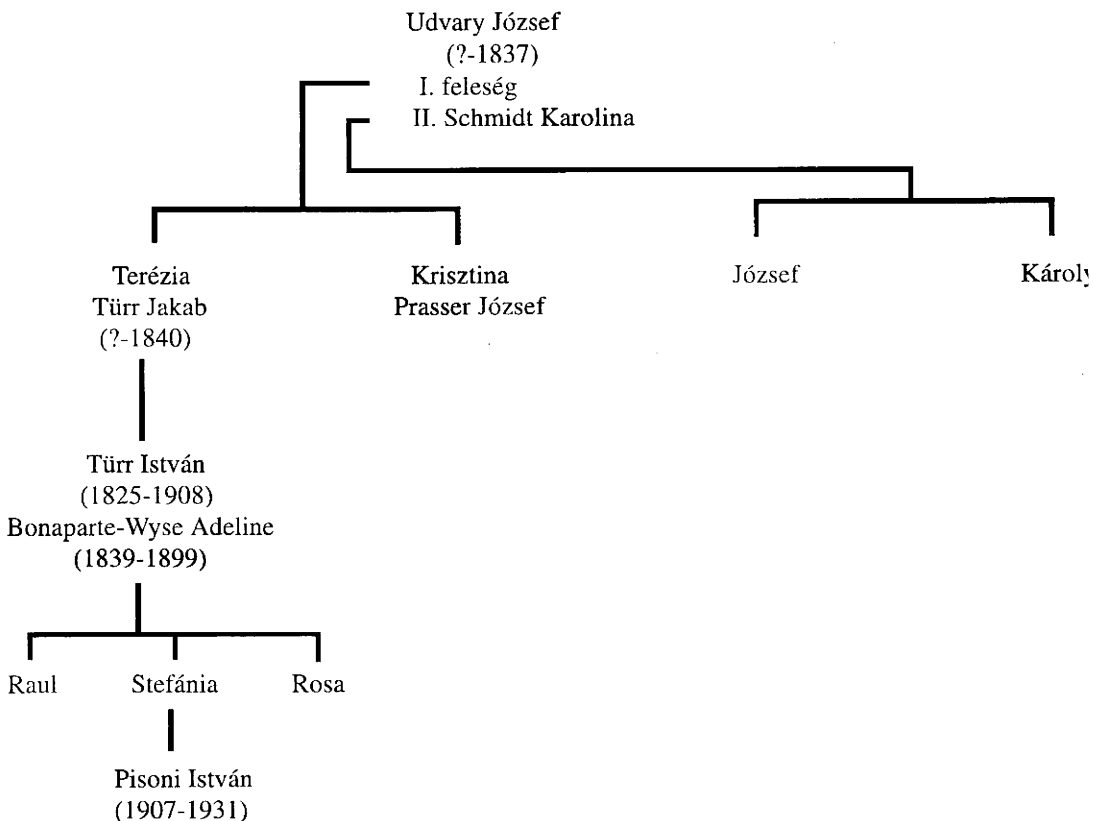 Udvary József
(?-1837)
I. feleség
II. Schmidt Karolina
Terézia
Türr Jakab
(?-1840)
Krisztina
Prasser József
József
Károly
Türr István
(1825-1908)
Bonaparte-Wyse Adeline
(1839-1899)
Raul
Stefánia
Rosa
Pisoni István
(1907-1931)